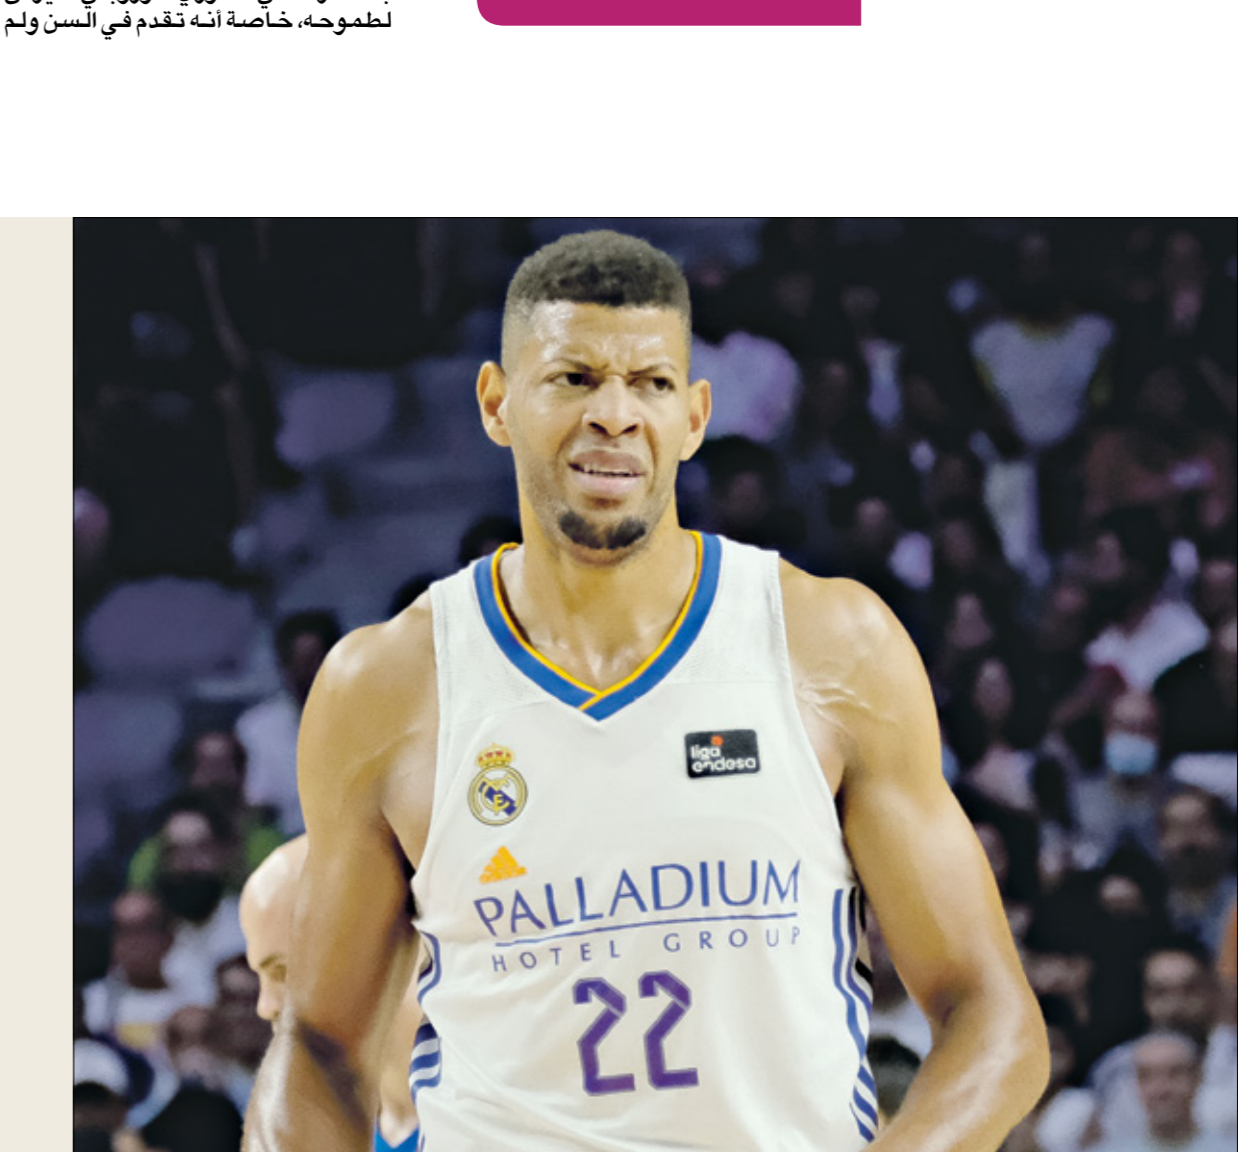 لطموحه، خاصة أنه تقدم في السن ولم
liga
endesa
PALLADIUM
HOTEL GROUP
22